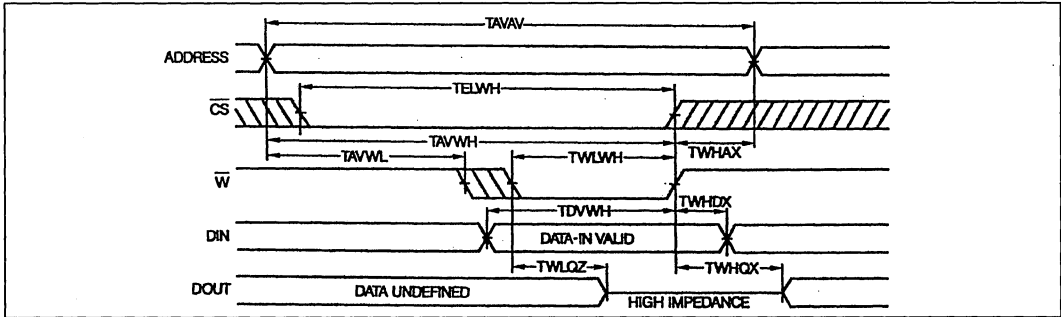 TAVAV
ADDRESS
TELWH
CS
TAVWH
TAVWL
TWLWH
TWHAX
W
TDVWH
TWHDX
DIN
DATA-IN VALID
TWLQZ
TWHQX
DOUT
DATA UNDEFINED
HIGH IMPEDANCE